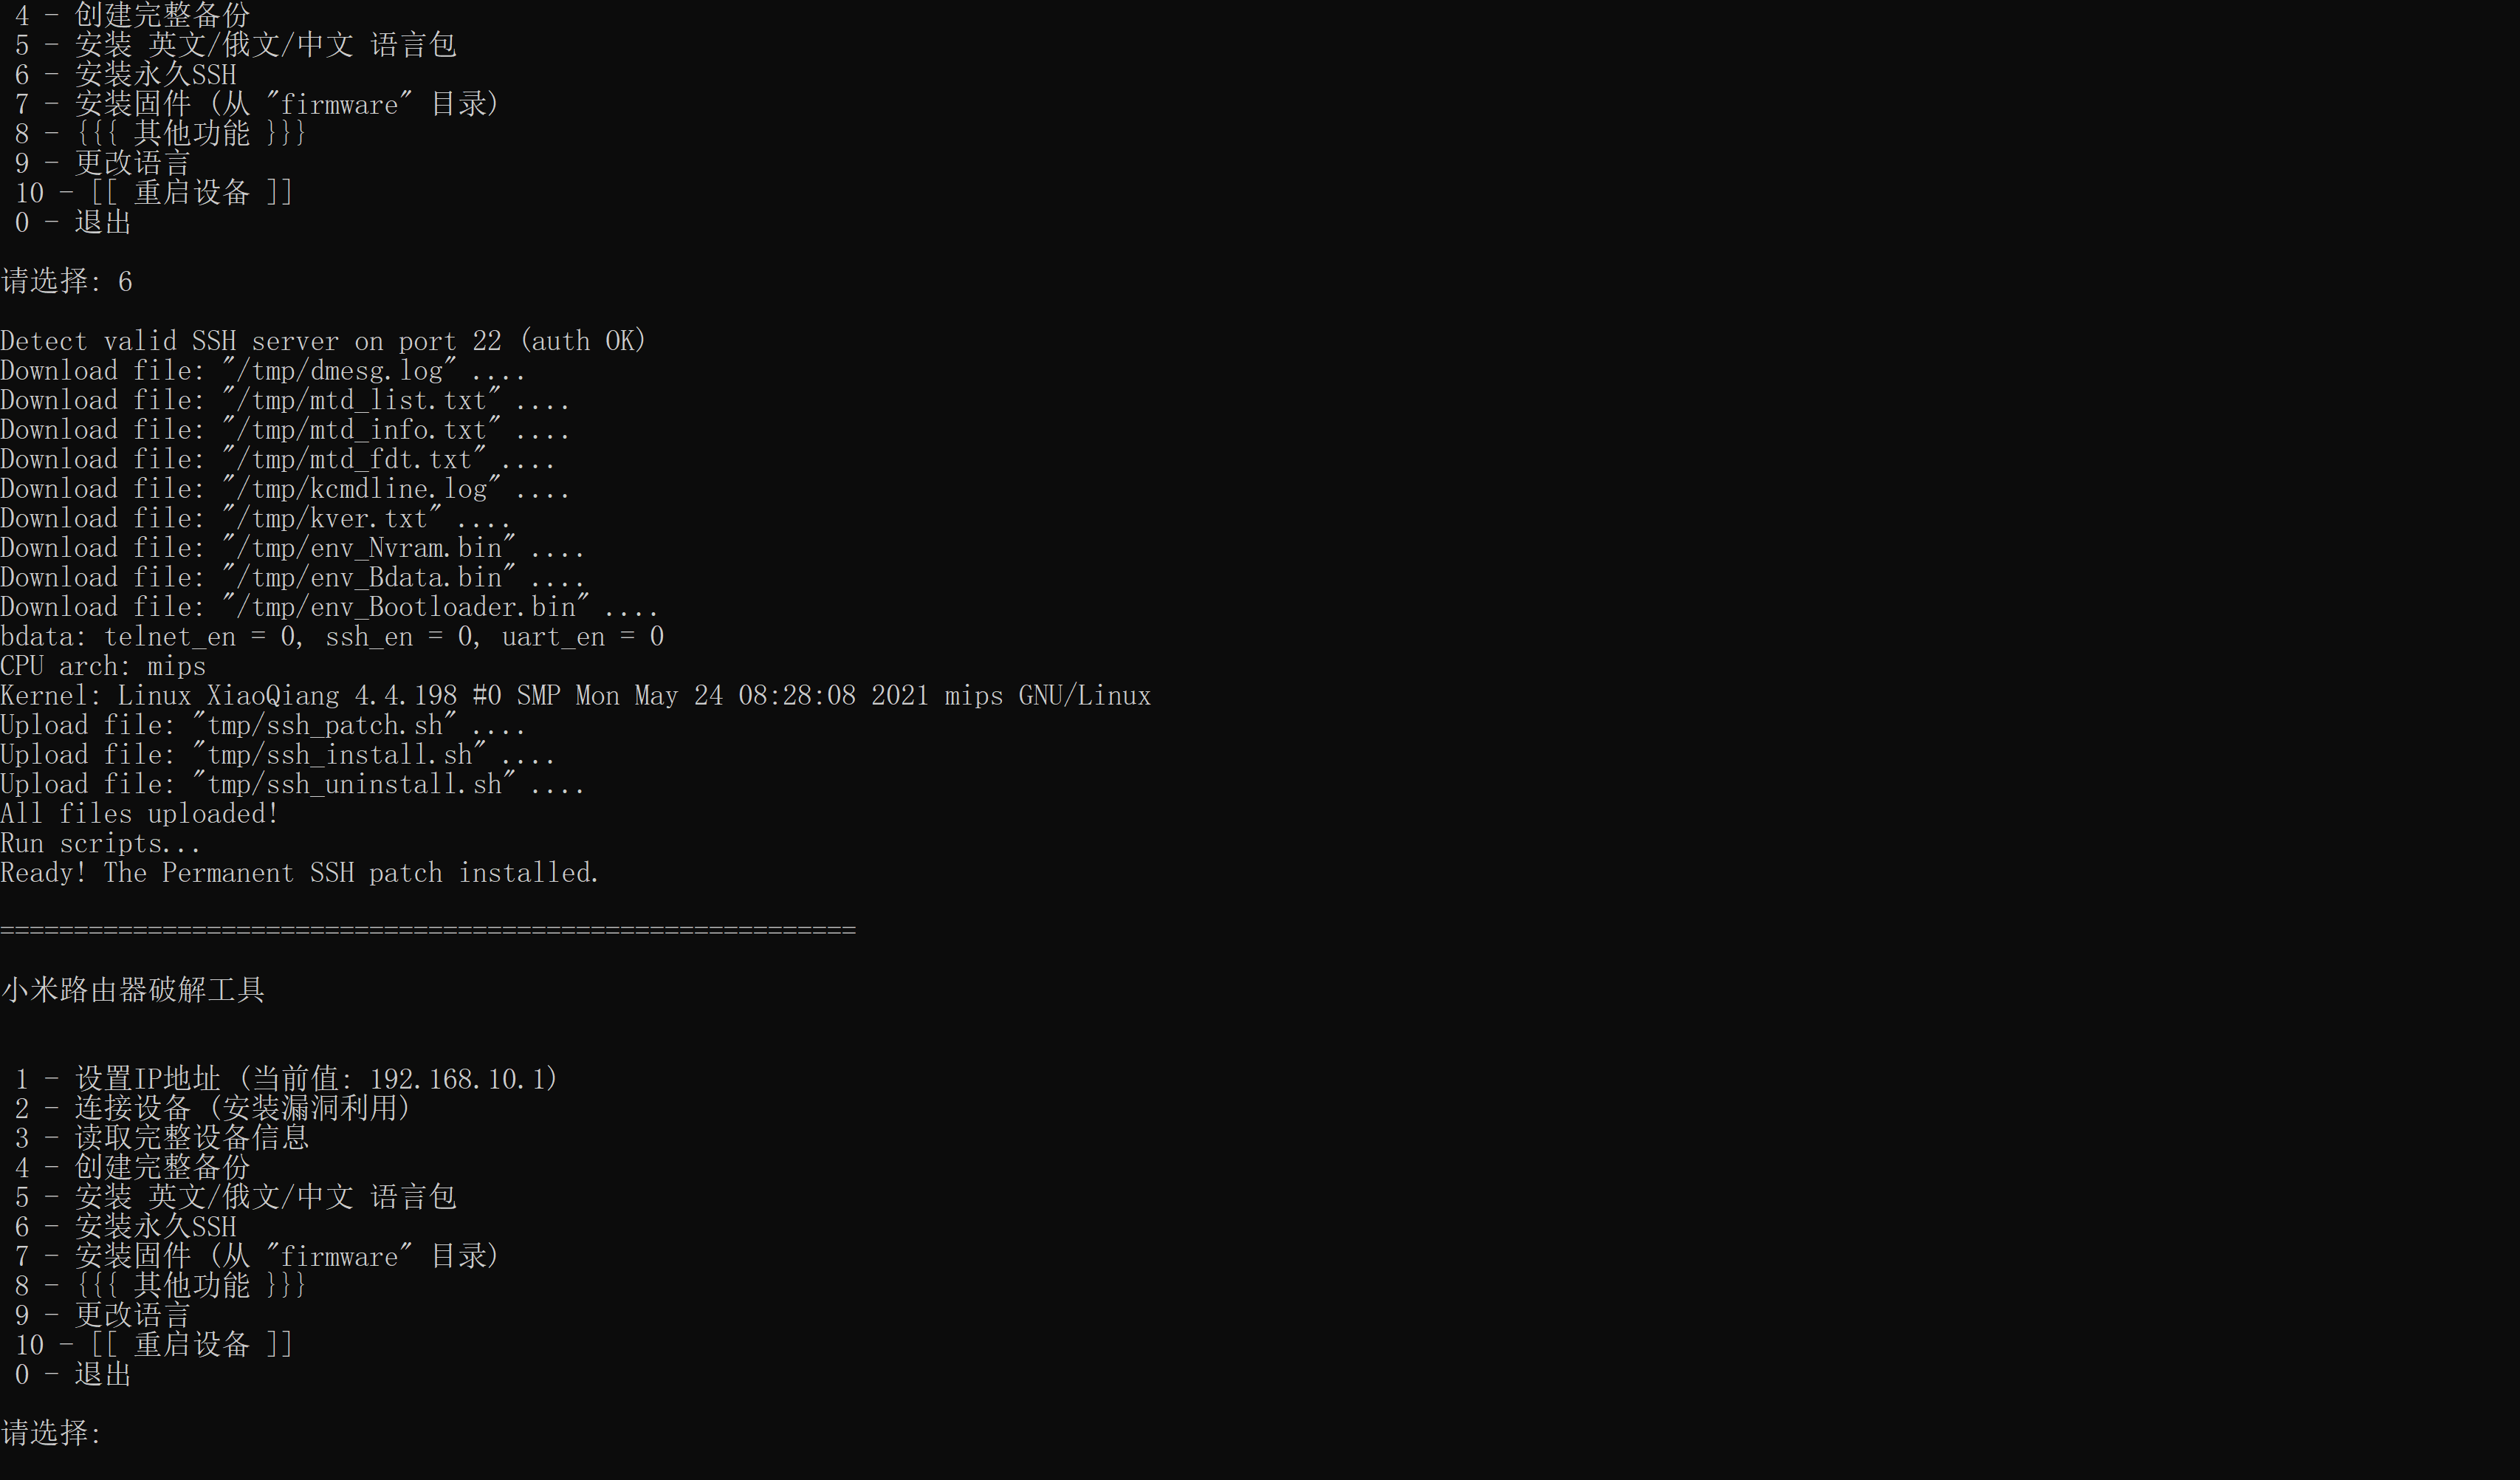 4 - 创建完整备份
5 - 安装 英文/俄文/中文 语言包
6 - 安装永久SSH
7 - 安装固件 (从 "firmware" 目录)
8 - {{{ 其他功能 }}}
9 - 更改语言
10 - [[ 重启设备 ]]
0 - 退出
请选择: 6
Detect valid SSH server on port 22 (auth OK)
Download file: "/tmp/dmesg.log" ....
Download file: "/tmp/mtd_list.txt" ....
Download file: "/tmp/mtd_info.txt" ....
Download file: "/tmp/mtd_fdt.txt" ....
Download file: "/tmp/kcmdline.log" ....
Download file: "/tmp/kver.txt" ....
Download file: "/tmp/env_Nvram.bin" ....
Download file: "/tmp/env_Bdata.bin" ....
Download file: "/tmp/env_Bootloader.bin" ....
bdata: telnet_en = 0, ssh_en = 0, uart_en = 0
CPU arch: mips
Kernel: Linux XiaoQiang 4.4.198 #0 SMP Mon May 24 08:28:08 2021 mips GNU/Linux
Upload file: "tmp/ssh_patch.sh" ....
Upload file: "tmp/ssh_install.sh" ....
Upload file: "tmp/ssh_uninstall.sh" ....
All files uploaded!
Run scripts...
Ready! The Permanent SSH patch installed.
==========================================================
小米路由器破解工具
1 - 设置IP地址 (当前值: 192.168.10.1)
2 - 连接设备 (安装漏洞利用)
3 - 读取完整设备信息
4 - 创建完整备份
5 - 安装 英文/俄文/中文 语言包
6 - 安装永久SSH
7 - 安装固件 (从 "firmware" 目录)
8 - {{{ 其他功能 }}}
9 - 更改语言
10 - [[ 重启设备 ]]
0 - 退出
请选择: